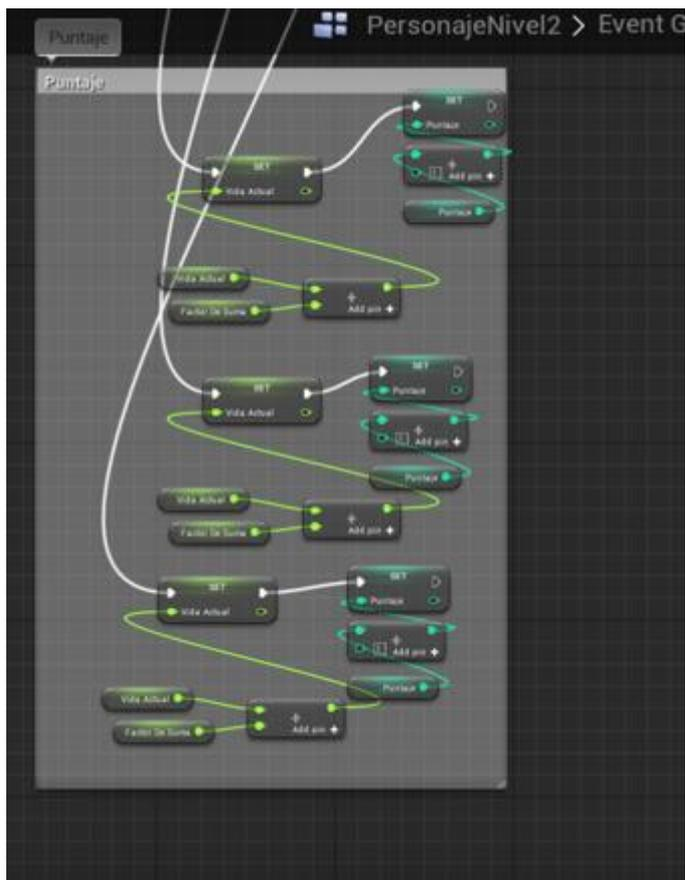 Puntaje
PersonajeNivel2 > Event G
Puntaje
SET
Puntaje
SET
Vida Actual
Add pin +
Puntaje
Vida Actual
Factor De Suma
Add pin +
SET
Puntaje
SET
Vida Actual
Add pin +
Puntaje
Vida Actual
Factor De Suma
Add pin +
SET
Puntaje
SET
Vida Actual
Add pin +
Puntaje
Vida Actual
Factor De Suma
Add pin +